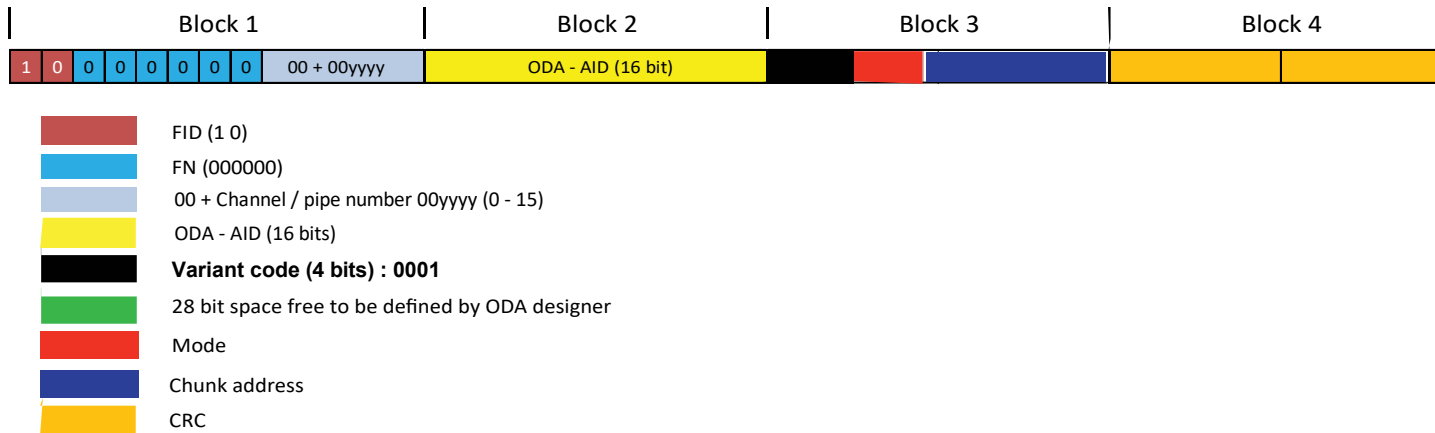 Block 1 Block 2 Block 3 Block 4
1 0 0 0 0 0 0 0 00 + 00yyyy ODA - AID (16 bit)
FID (1 0)
FN (000000)
00 + Channel / pipe number 00yyyy (0 - 15)
ODA - AID (16 bits)
Variant code (4 bits) : 0001
28 bit space free to be defined by ODA designer
Mode
Chunk address
CRC